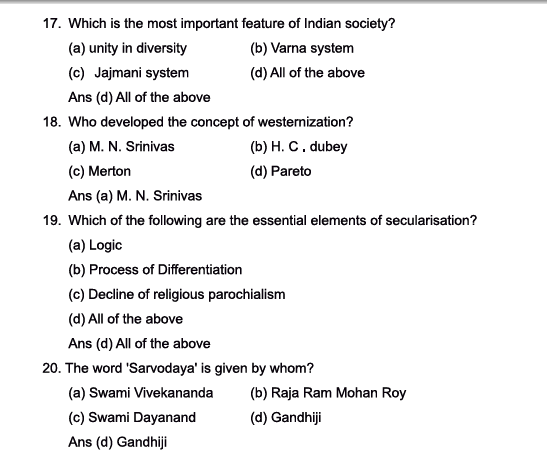 17. Which is the most important feature of Indian society?
(a) unity in diversity (b) Varna system
(c) Jajmani system (d) All of the above
Ans (d) All of the above
18. Who developed the concept of westernization?
(a) M. N. Srinivas (b) H. C . dubey
(c) Merton (d) Pareto
Ans (a) M. N. Srinivas
19. Which of the following are the essential elements of secularisation?
(a) Logic
(b) Process of Differentiation
(c) Decline of religious parochialism
(d) All of the above
Ans (d) All of the above
20. The word 'Sarvodaya' is given by whom?
(a) Swami Vivekananda (b) Raja Ram Mohan Roy
(c) Swami Dayanand (d) Gandhiji
Ans (d) Gandhiji